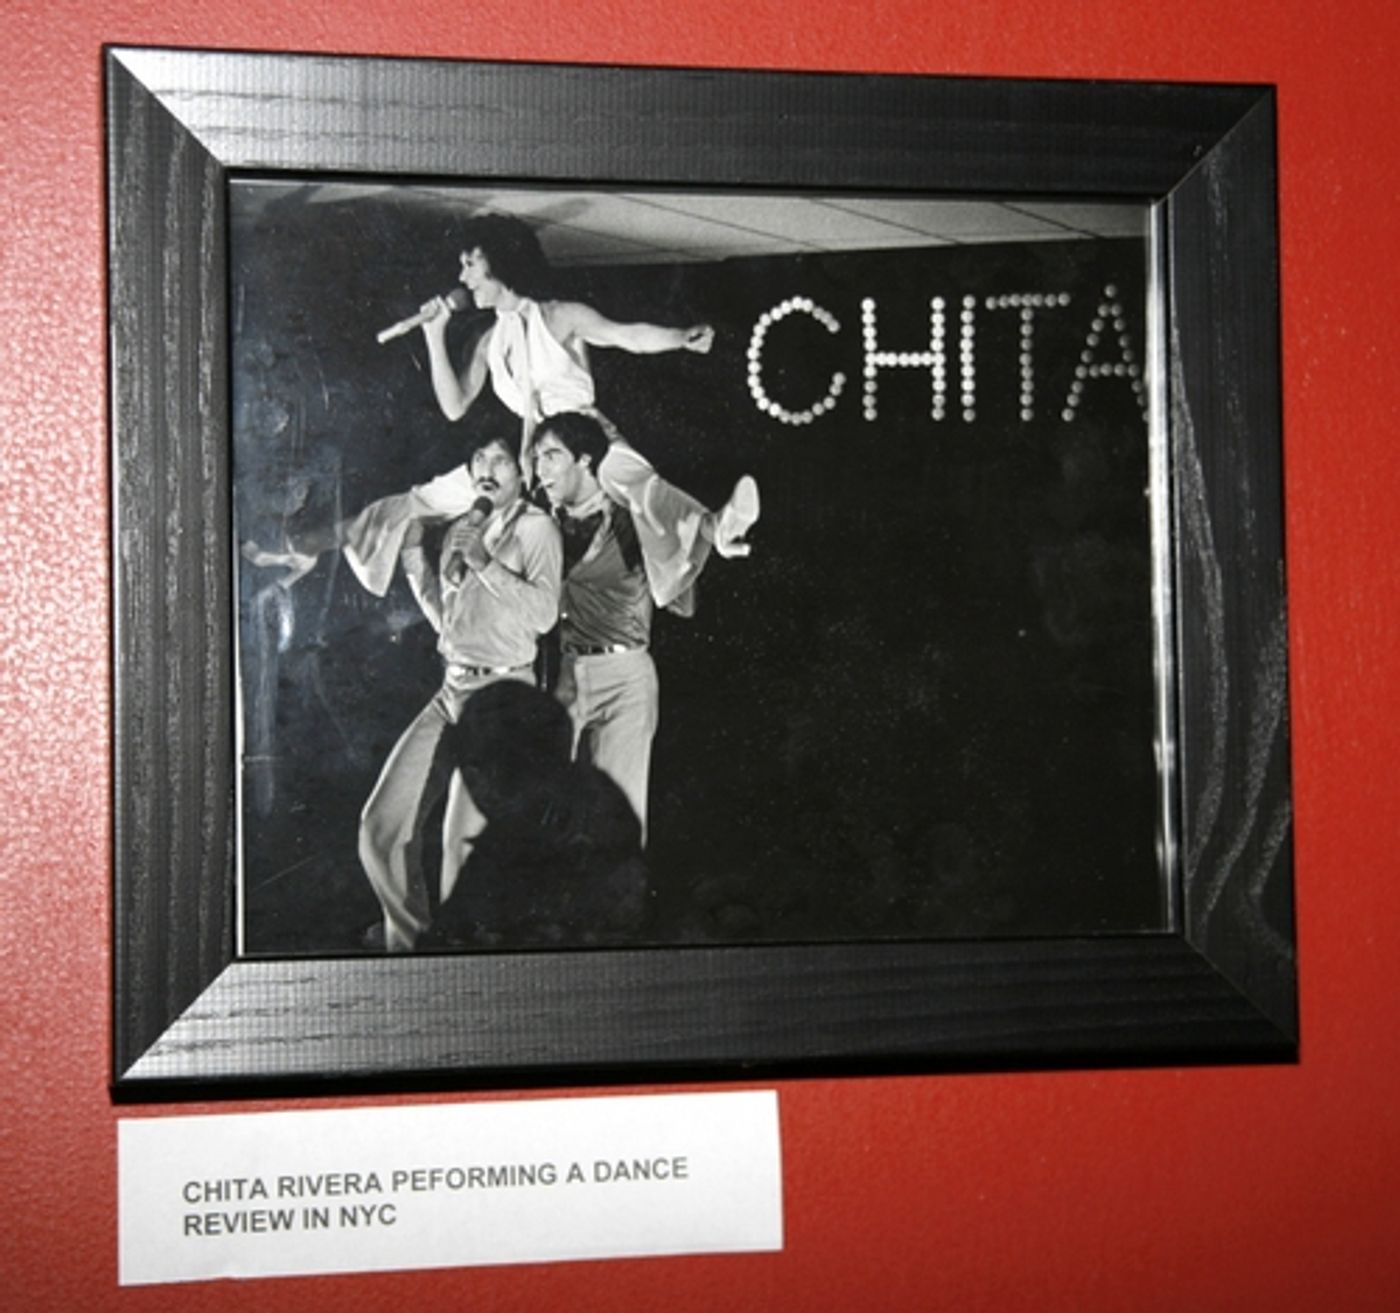 CHITA
CHITA RIVERA PEFORMING A DANCE
REVIEW IN NYC